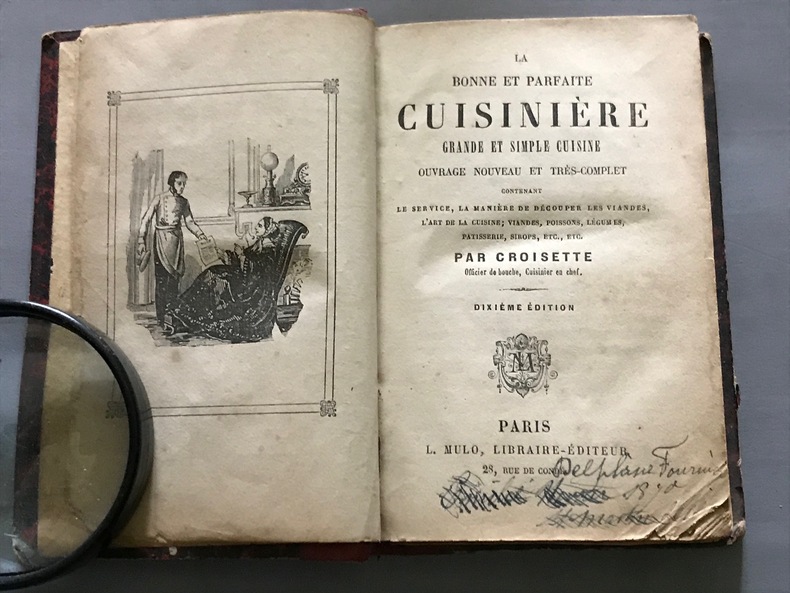 LA
BONNE ET PARFAITE
CUISINIÈRE
GRANDE ET SIMPLE CUISINE
OUVRAGE NOUVEAU ET TRÈS-COMPLET
CONTENANT
LE SERVICE, LA MANIÈRE DE DÉCOUPER LES VIANDES,
L'ART DE LA CUISINE; VIANDES, POISSONS, LÉGUMES,
PATISSERIE, SIROPS, ETC., ETC.
PAR CROISETTE
Officier de bouche, Cuisinier en chef.
DIXIÈME ÉDITION
PARIS
L. MULO, LIBRAIRE-ÉDITEUR
28, RUE DE Delphine